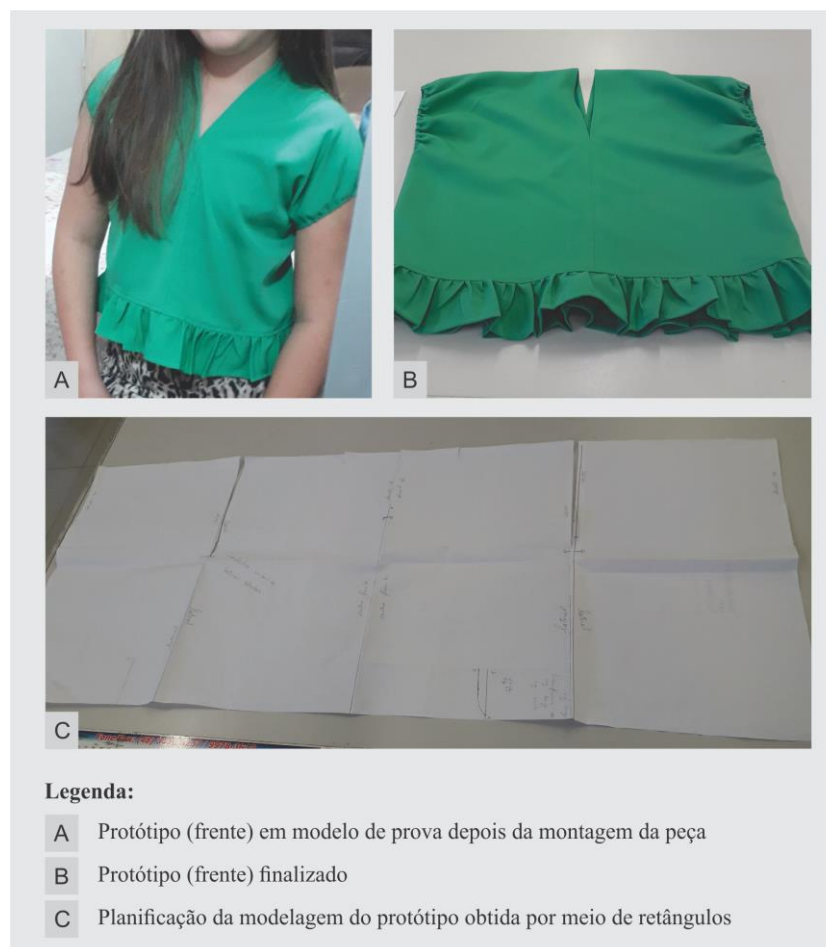 A
B
C
Legenda:
A Protótipo (frente) em modelo de prova depois da montagem da peça
B Protótipo (frente) finalizado
C Planificação da modelagem do protótipo obtida por meio de retângulos